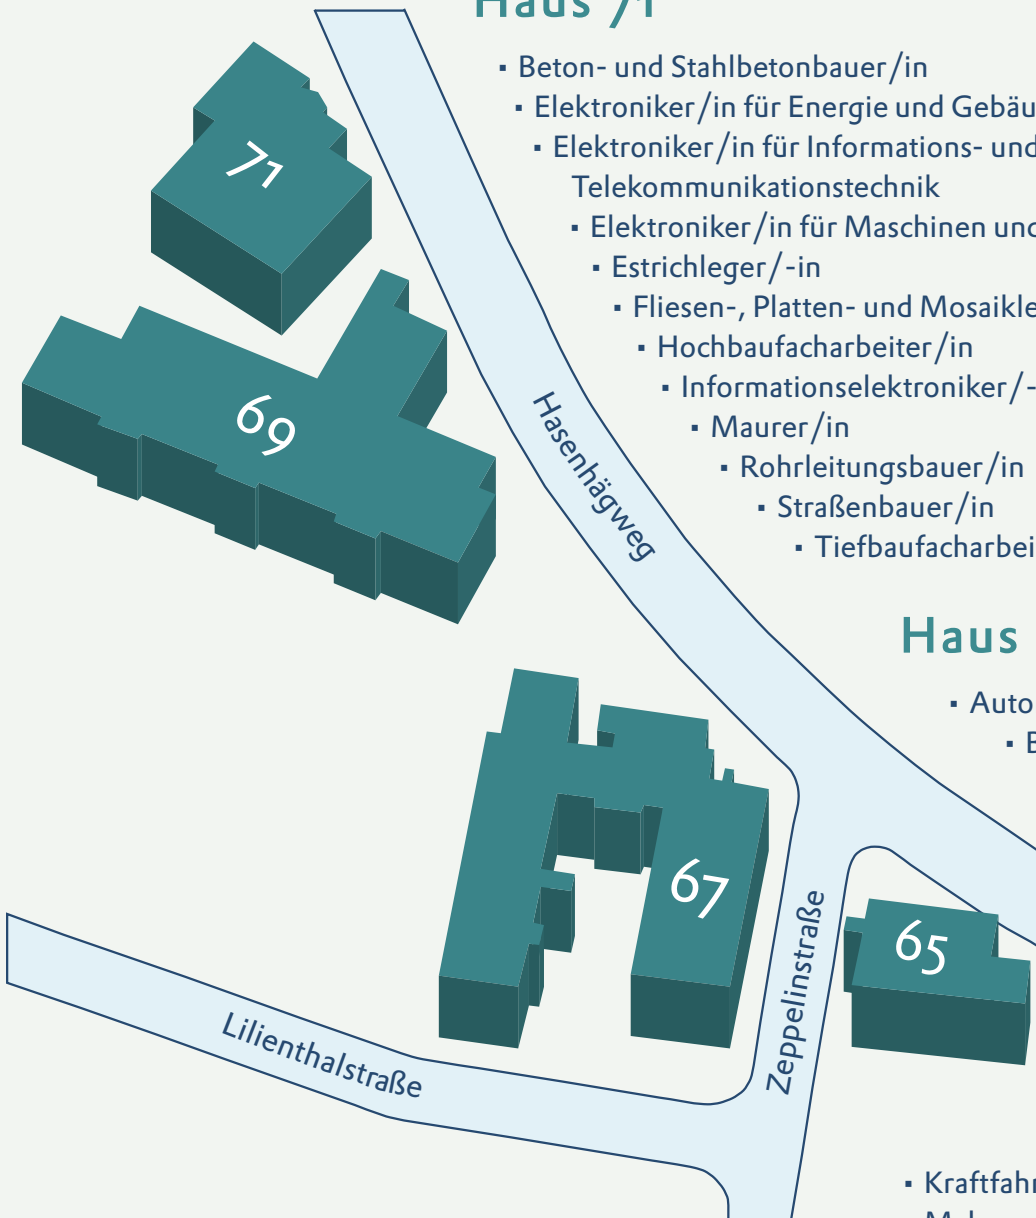 Haus 71
▪ Beton- und Stahlbetonbauer/in
▪ Elektroniker/in für Energie und Gebäu
▪ Elektroniker/in für Informations- und
Telekommunikationstechnik
▪ Elektroniker/in für Maschinen und
▪ Estrichleger/-in
▪ Fliesen-, Platten- und Mosaikle
▪ Hochbaufacharbeiter/in
▪ Informationselektroniker/-
▪ Maurer/in
▪ Rohrleitungsbauer/in
▪ Straßenbauer/in
▪ Tiefbaufacharbei
71
69
Hasenhägweg
Haus
▪ Auto
▪ B
67
65
Zeppelinstraße
Lilienthalstraße
▪ Kraftfahr